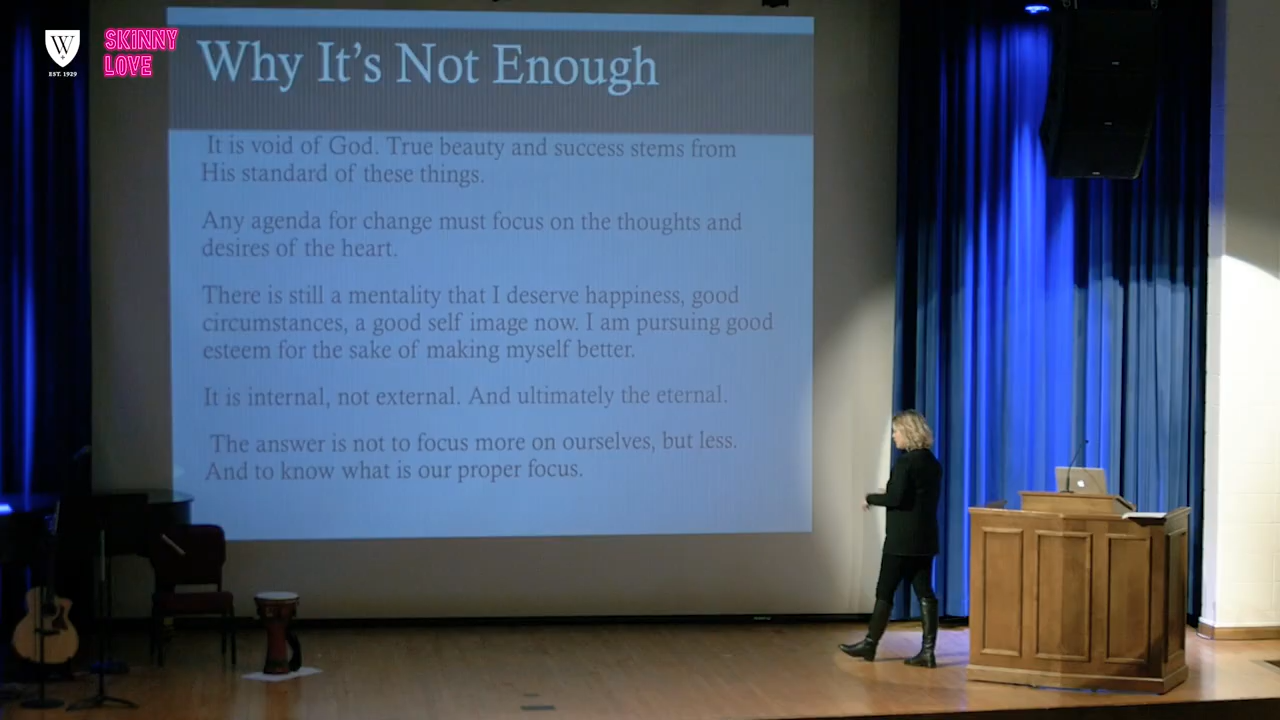 W
EST. 1929
SKINNY
LOVE
Why It's Not Enough
It is void of God. True beauty and success stems from
His standard of these things.
Any agenda for change must focus on the thoughts and
desires of the heart.
There is still a mentality that I deserve happiness, good
circumstances, a good self image now. I am pursuing good
esteem for the sake of making myself better.
It is internal, not external. And ultimately the eternal.
The answer is not to focus more on ourselves, but less.
And to know what is our proper focus.